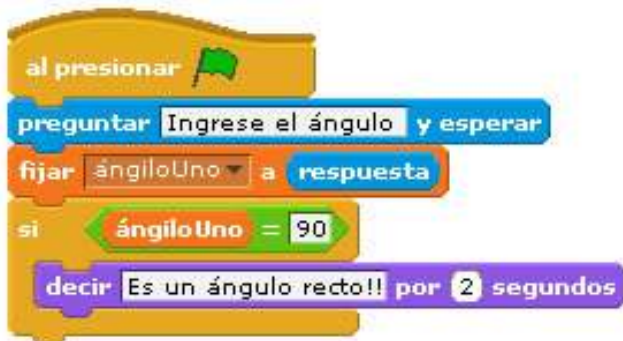 al presionar
preguntar Ingrese el ángulo y esperar
fijar ángiloUno a respuesta
si ángiloUno = 90
decir Es un ángulo recto!! por 2 segundos